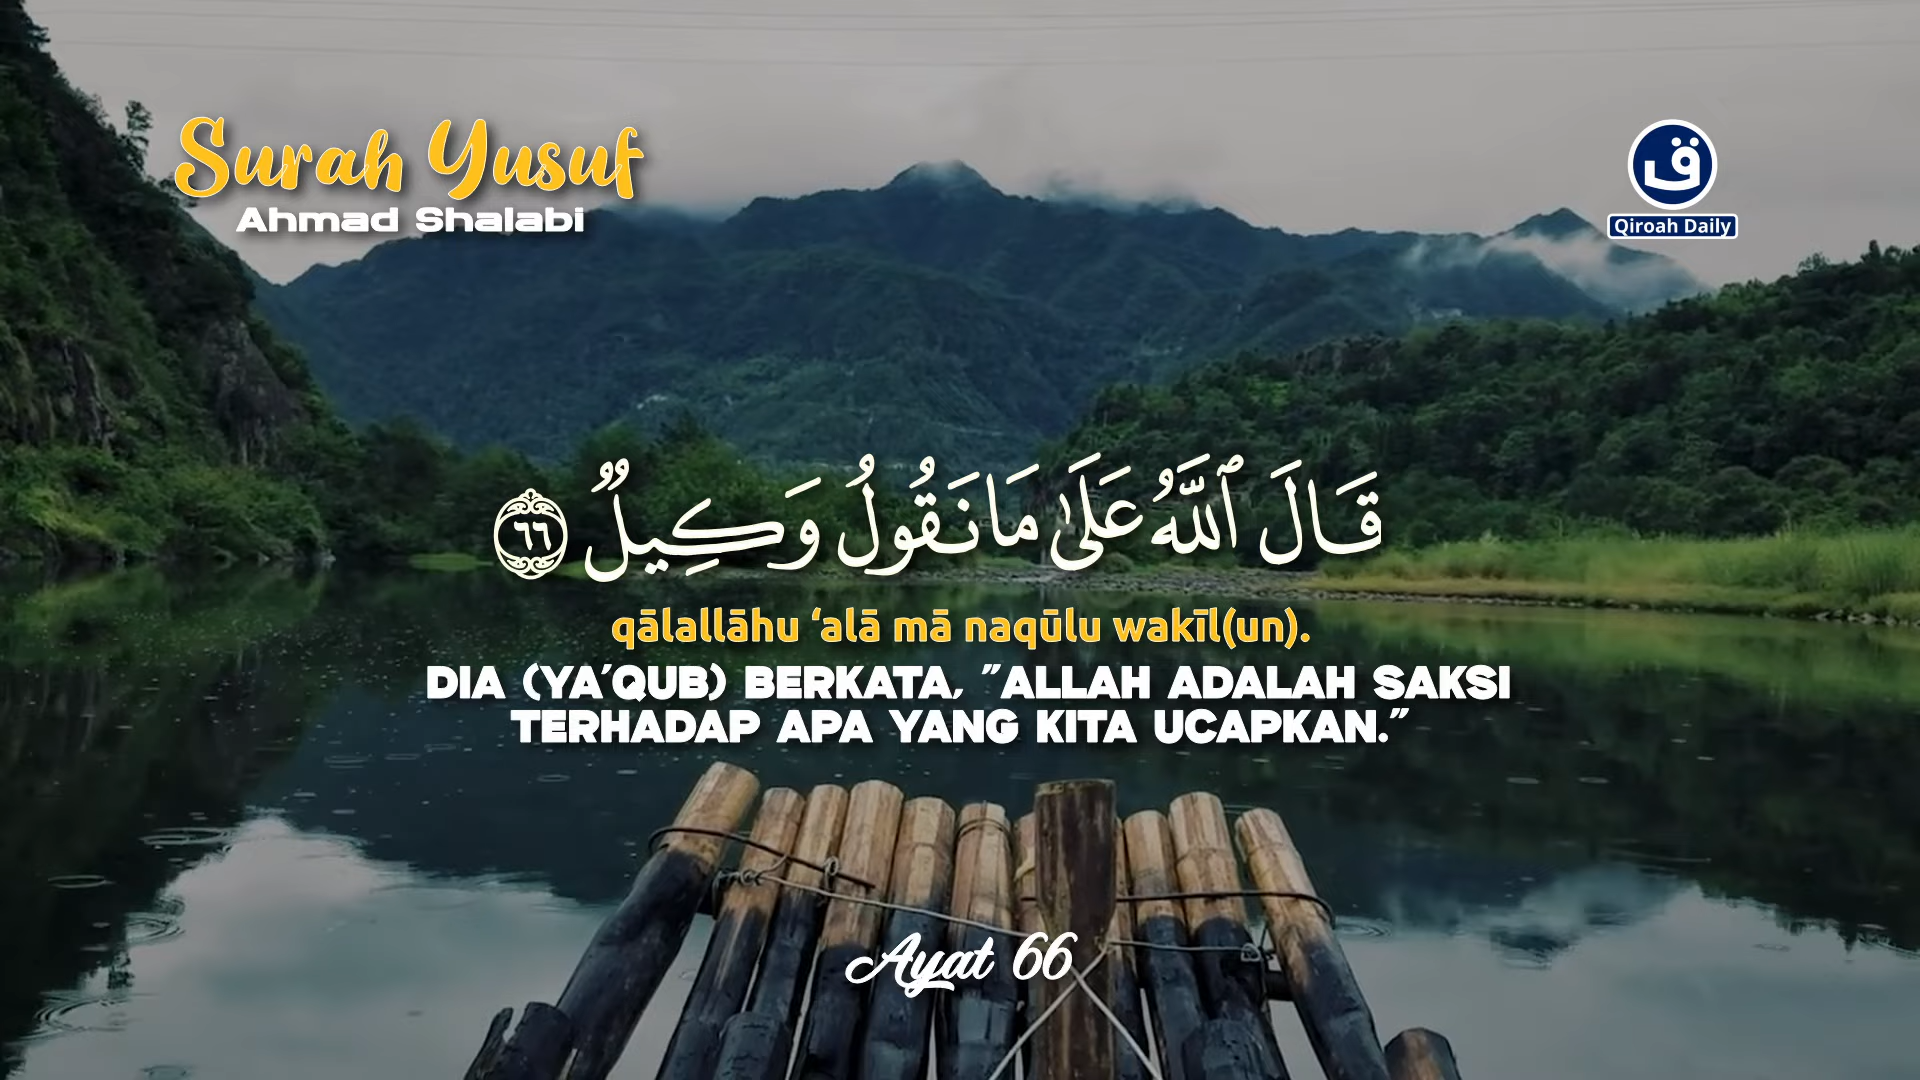 Surah Yusuf
Ahmad Shalabi
ق
Qiroah Daily
قَالَ ٱللَّهُ عَلَىٰ مَا نَقُولُ وَكِيلٌ ٦٦
qālallāhu ‘alā mā naqūlu wakīl(un).
DIA (YA'QUB) BERKATA, "ALLAH ADALAH SAKSI
TERHADAP APA YANG KITA UCAPKAN."
Ayat 66